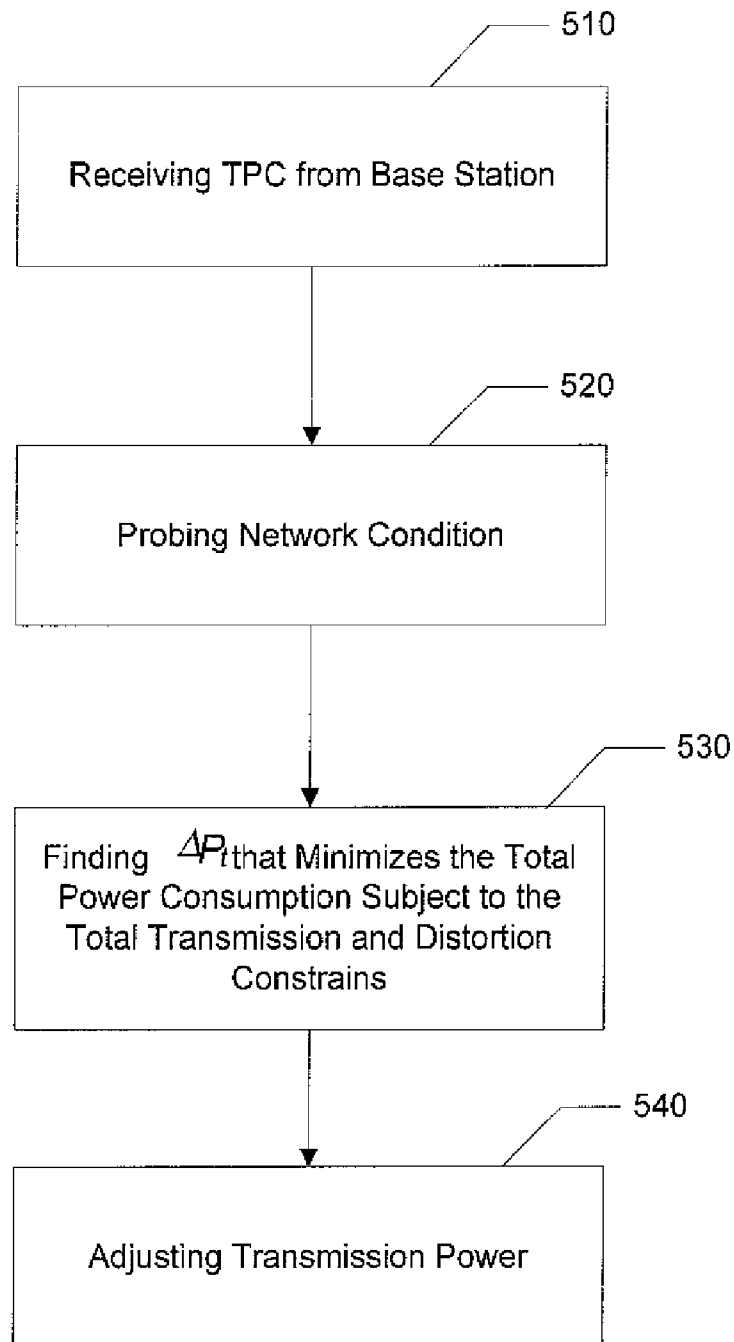 510
Receiving TPC from Base Station
520
Probing Network Condition
530
Finding ΔPt that Minimizes the Total
Power Consumption Subject to the
Total Transmission and Distortion
Constrains
540
Adjusting Transmission Power